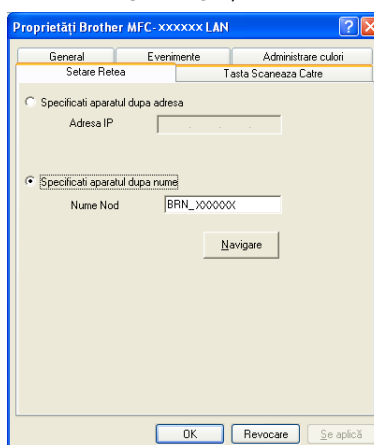 Proprietăți Brother MFC- xxxxxx LAN
General Evenimente Administrare culori
Setare Retea Tasta Scaneaza Catre
Specificati aparatul dupa adresa
Adresa IP
Specificati aparatul dupa nume
Nume Nod BRN_XXXXXX
Navigare
OK Revocare Se aplică